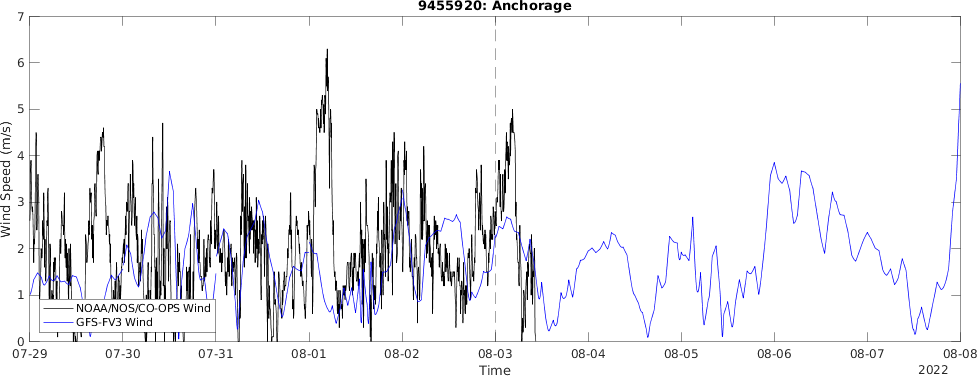 9455920: Anchorage
7
6
5
4
3
2
1
0
Wind Speed (m/s)
NOAA/NOS/CO-OPS Wind
GFS-FV3 Wind
07-29 07-30 07-31 08-01 08-02 08-03 08-04 08-05 08-06 08-07 08-08
Time
2022